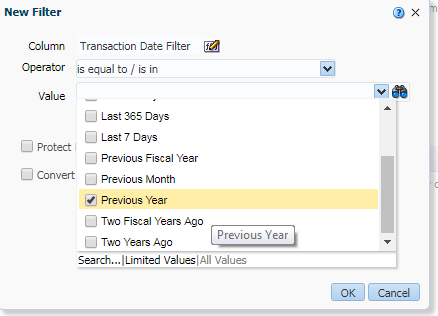 New Filter
Column Transaction Date Filter
Operator is equal to / is in
Value
Last 365 Days
Last 7 Days
Previous Fiscal Year
Previous Month
Previous Year
Two Fiscal Years Ago
Previous Year
Two Years Ago
Search...|Limited Values|All Values
Protect
Convert
OK Cancel